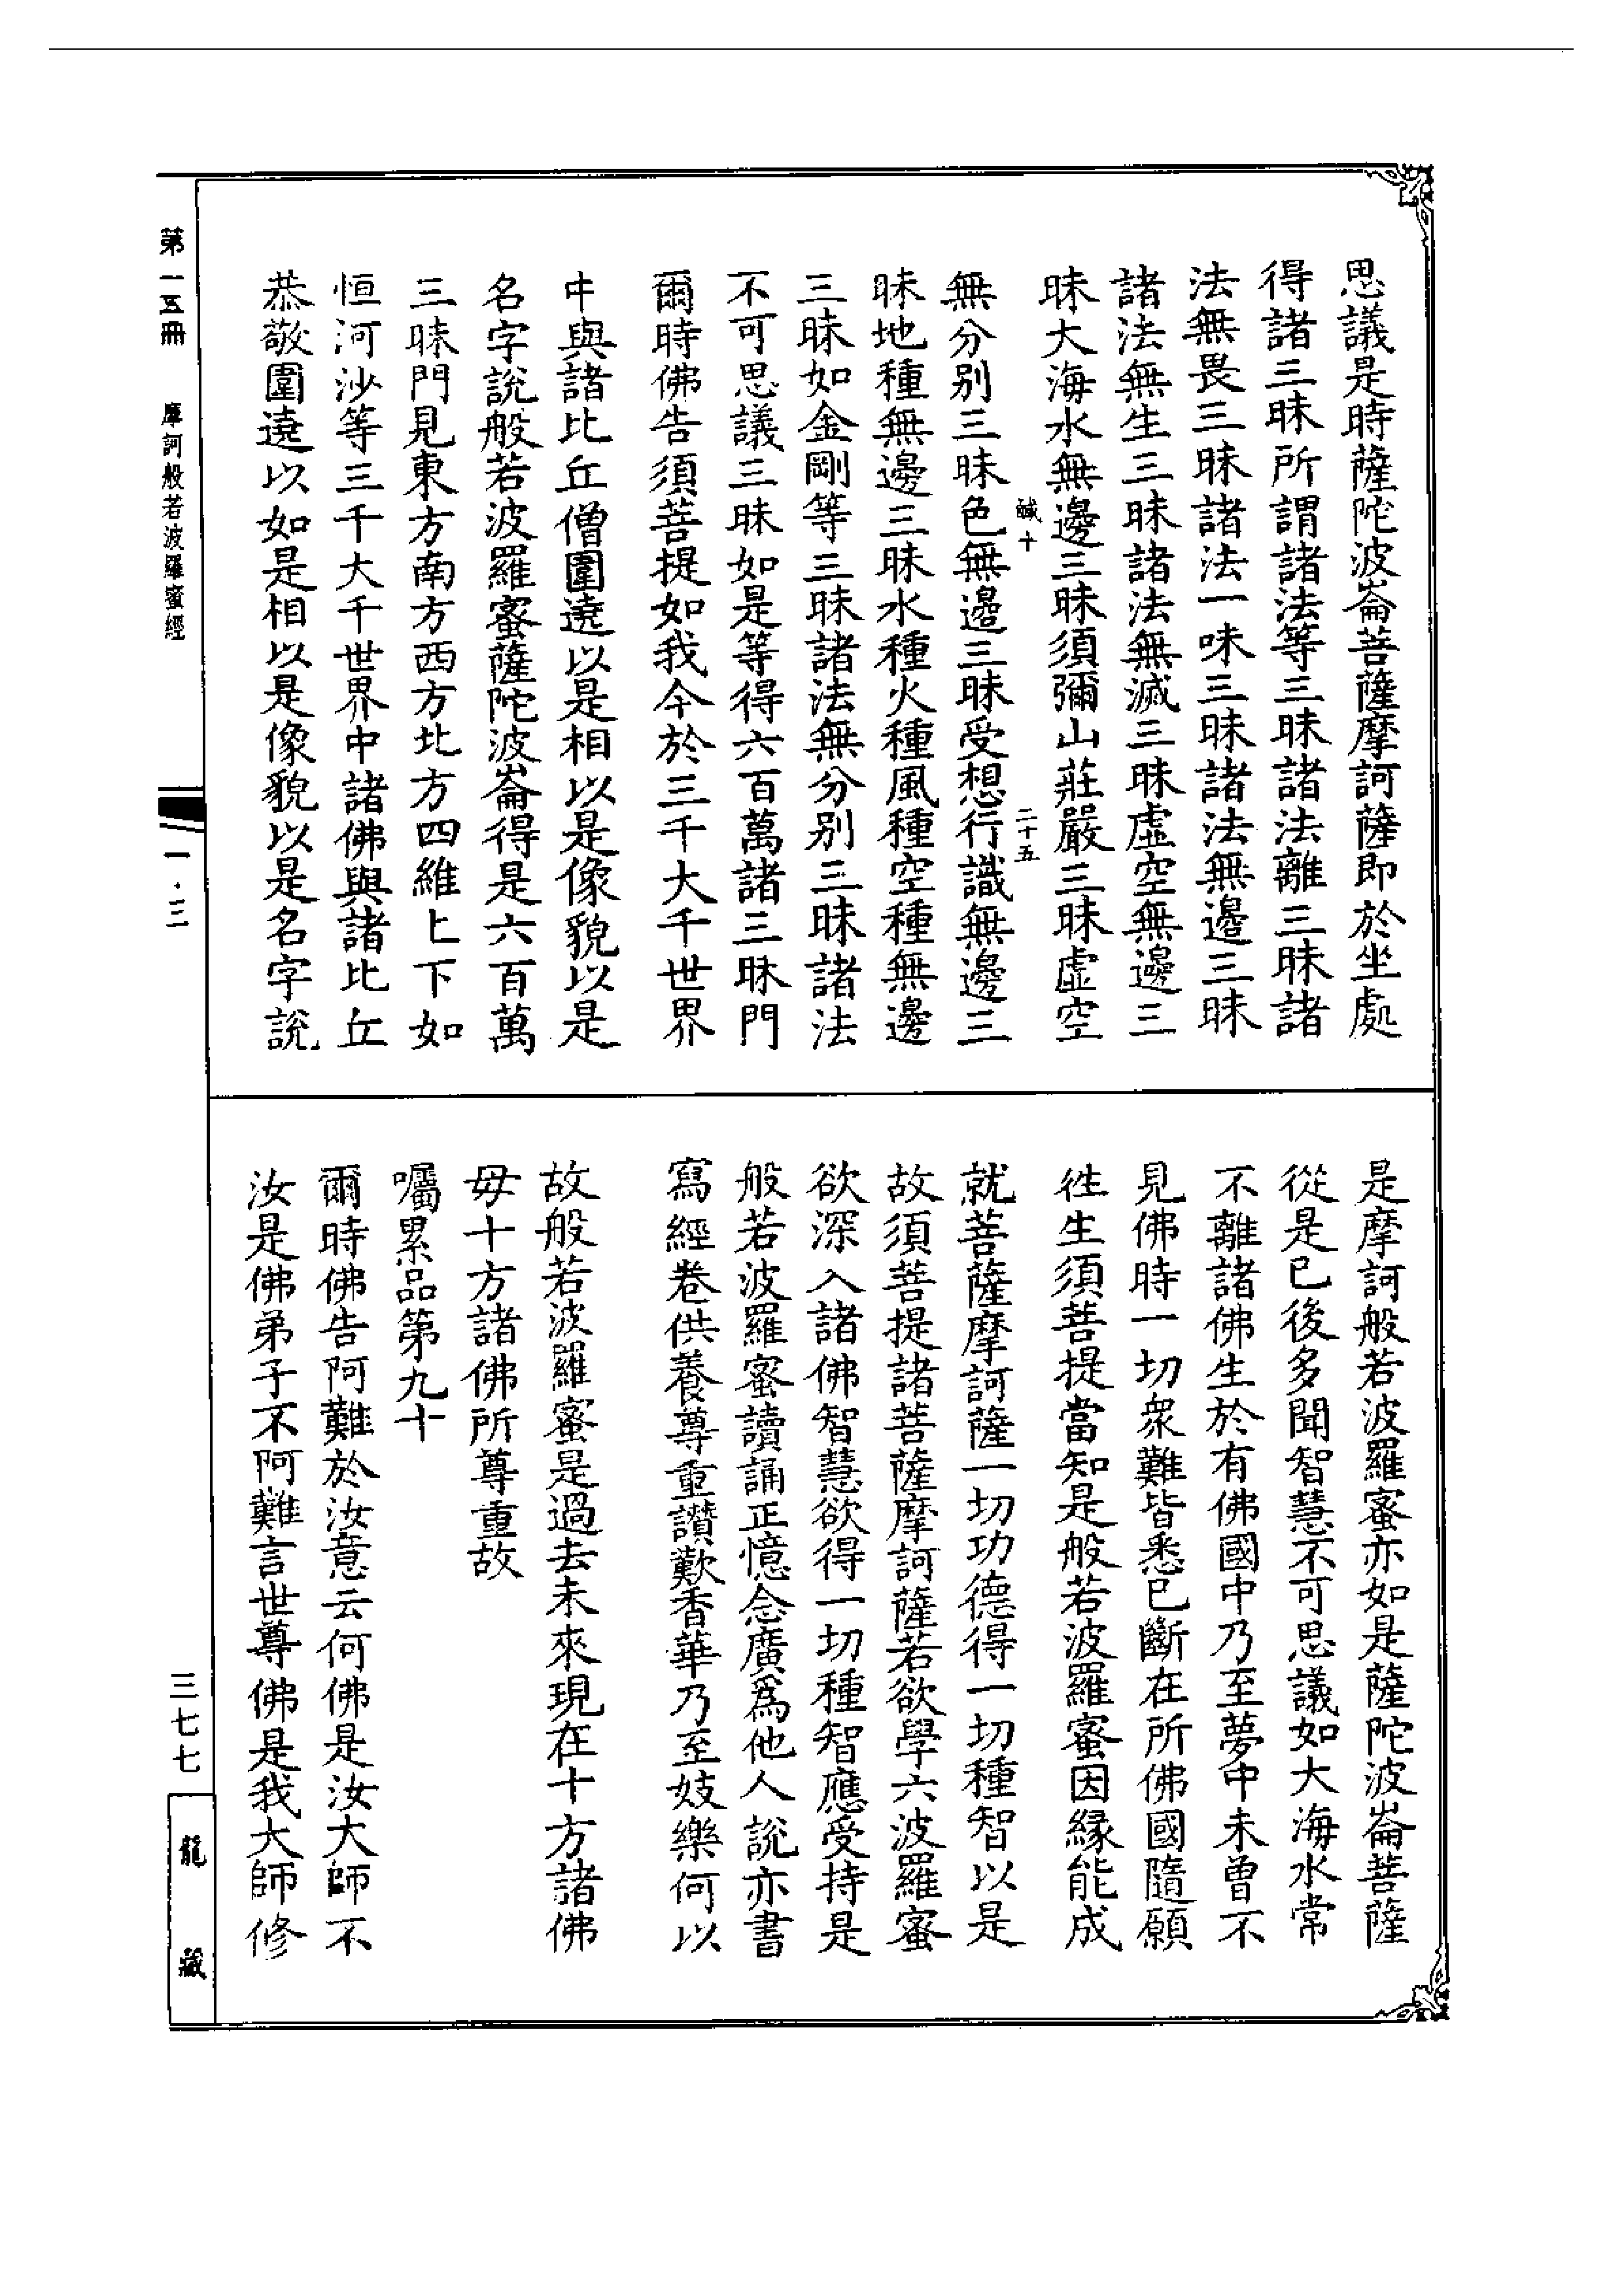 思議是時薩陀波崙菩薩摩訶薩即於坐處
得諸三昧所謂諸法等三昧諸法離三昧諸
法無畏三昧諸法一味三昧諸法無邊三昧
諸法無生三昧諸法無滅三昧虛空無邊三
昧大海水無邊三昧須彌山莊嚴三昧虛空
鹹十 二十五
無分別三昧色無邊三昧受想行識無邊三
昧地種無邊三昧水種火種風種空種無邊
三昧如金剛等三昧諸法無分別三昧諸法
不可思議三昧如是等得六百萬諸三昧門
爾時佛告須菩提如我今於三千大千世界
中與諸比丘僧圍遶以是相以是像貌以是
名字說般若波羅蜜薩陀波崙得是六百萬
三昧門見東方南方西方北方四維上下如
恒河沙等三千大千世界中諸佛與諸比丘
恭敬圍遶以如是相以是像貌以是名字說
是摩訶般若波羅蜜亦如是薩陀波崙菩薩
從是已後多聞智慧不可思議如大海水常
不離諸佛生於有佛國中乃至夢中未曾不
見佛時一切衆難皆悉已斷在所佛國隨願
徃生須菩提當知是般若波羅蜜因緣能成
就菩薩摩訶薩一切功德得一切種智以是
故須菩提諸菩薩摩訶薩若欲學六波羅蜜
欲深入諸佛智慧欲得一切種智應受持是
般若波羅蜜讀誦正憶念廣爲他人說亦書
寫經卷供養尊重讚歎香華乃至妓樂何以
故般若波羅蜜是過去未來現在十方諸佛
母十方諸佛所尊重故
囑累品第九十
爾時佛告阿難於汝意云何佛是汝大師不
汝是佛弟子不阿難言世尊佛是我大師修
第一五冊 摩訶般若波羅蜜經
一·三
三七七
龍藏